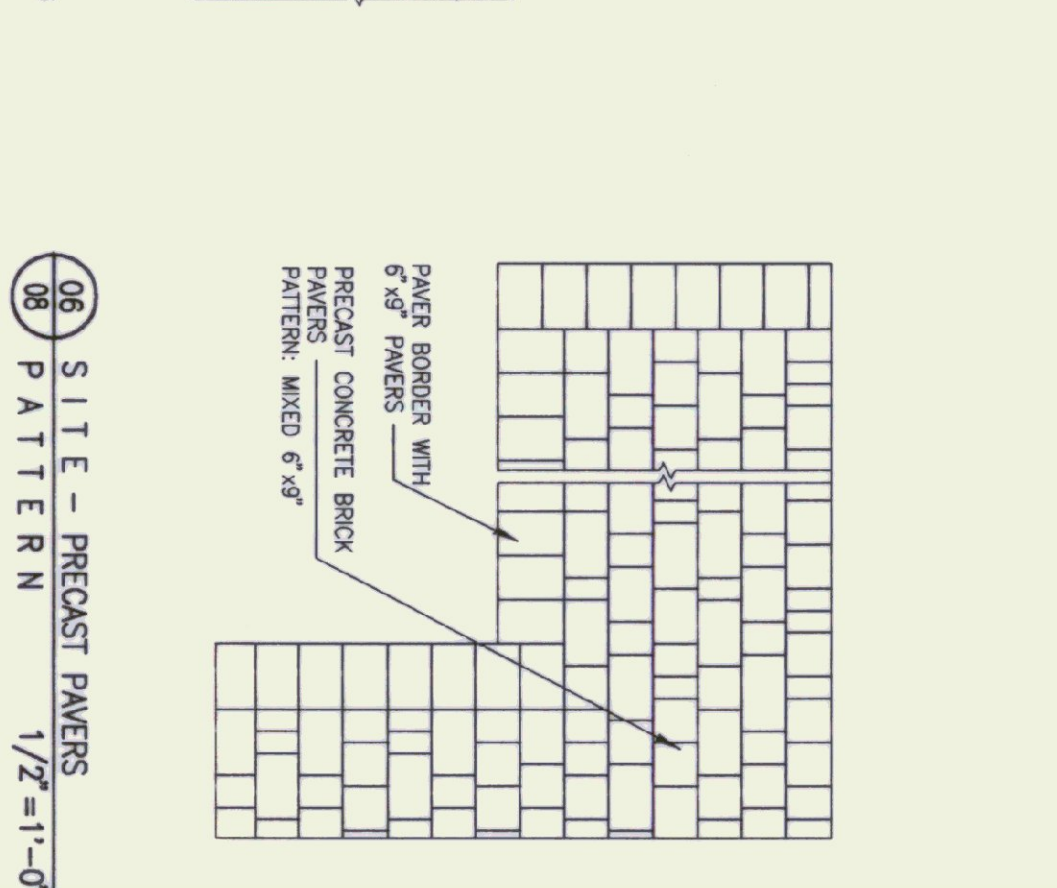 PAVER BORDER WITH
6"x9" PAVERS
PRECAST CONCRETE BRICK
PAVERS
PATTERN: MIXED 6"x9"
06
08
SITE - PRECAST PAVERS
PATTERN 1/2"=1'-0"